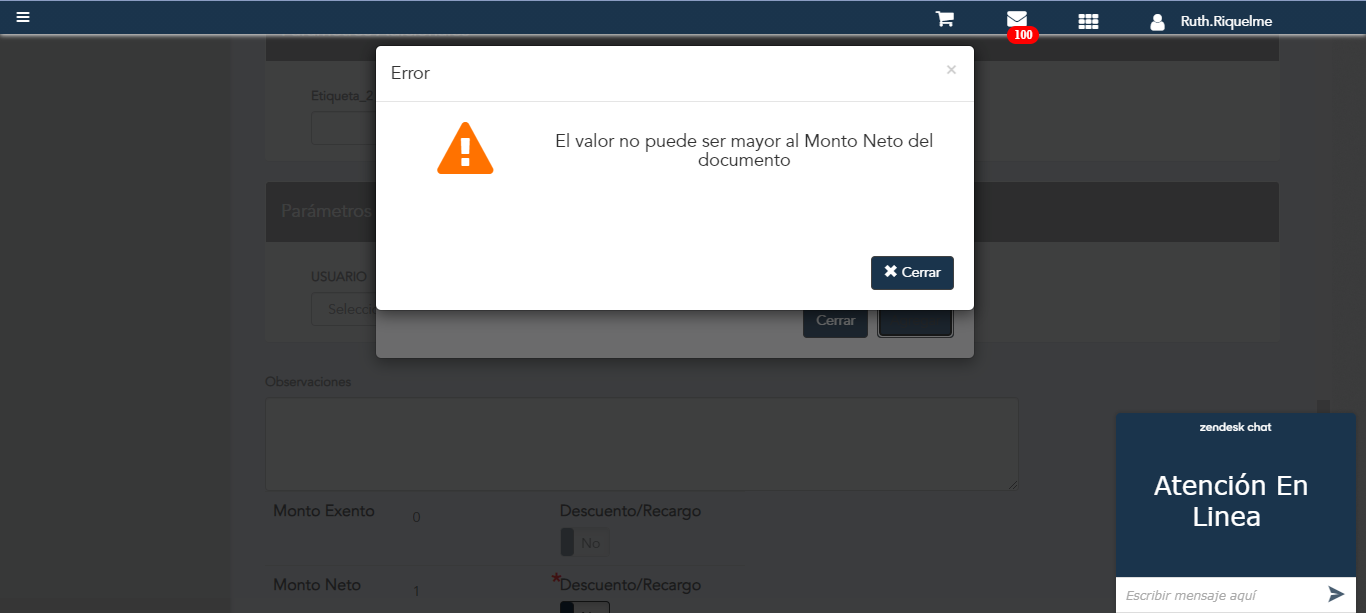 Ruth.Riquelme
100
Error
×
Etiqueta_2
El valor no puede ser mayor al Monto Neto del
documento
Parámetros
Cerrar
USUARIO
Cerrar
Observaciones
zendesk chat
Atención En
Linea
Monto Exento 0 Descuento/Recargo
No
Monto Neto 1 *Descuento/Recargo
Escribir mensaje aquí